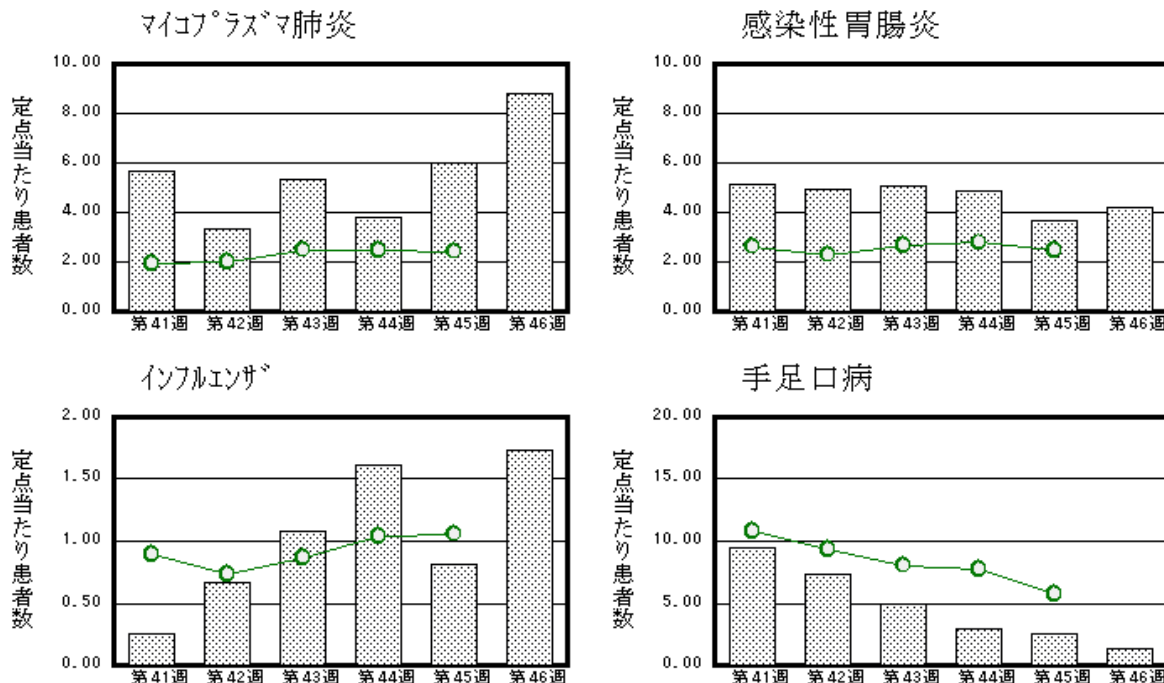 ﾏｲｺﾌﾟﾗｽﾞﾏ肺炎
定点当たり患者数
10.00
8.00
6.00
4.00
2.00
0.00
第41週 第42週 第43週 第44週 第45週 第46週
感染性胃腸炎
定点当たり患者数
10.00
8.00
6.00
4.00
2.00
0.00
第41週 第42週 第43週 第44週 第45週 第46週
ｲﾝﾌﾙｴﾝｻﾞ
定点当たり患者数
2.00
1.50
1.00
0.50
0.00
第41週 第42週 第43週 第44週 第45週 第46週
手足口病
定点当たり患者数
20.00
15.00
10.00
5.00
0.00
第41週 第42週 第43週 第44週 第45週 第46週